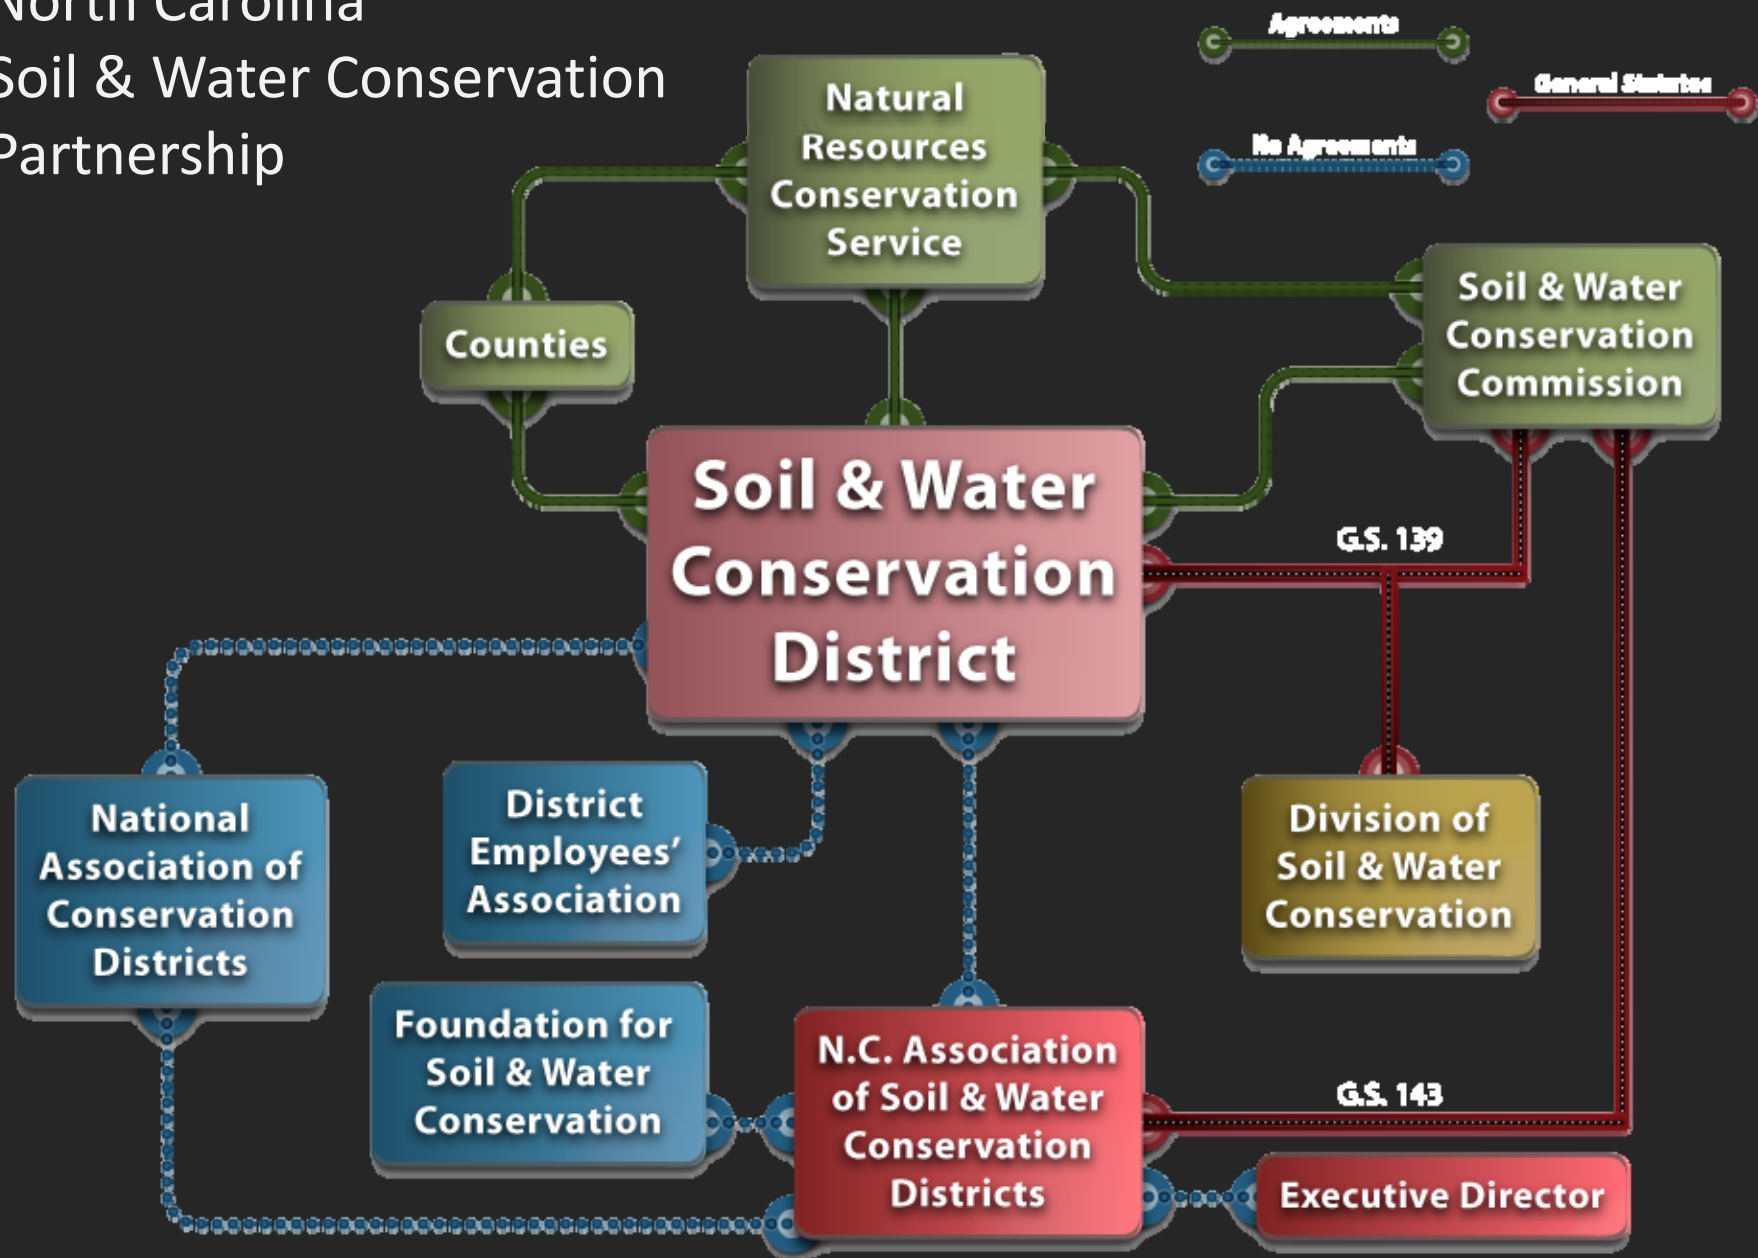 North Carolina
Soil & Water Conservation
Partnership
Agreements
General Statutes
No Agreements
Natural
Resources
Conservation
Service
Counties
Soil & Water
Conservation
Commission
Soil & Water
Conservation
District
G.S. 139
National
Association of
Conservation
Districts
District
Employees’
Association
Division of
Soil & Water
Conservation
Foundation for
Soil & Water
Conservation
N.C. Association
of Soil & Water
Conservation
Districts
G.S. 143
Executive Director